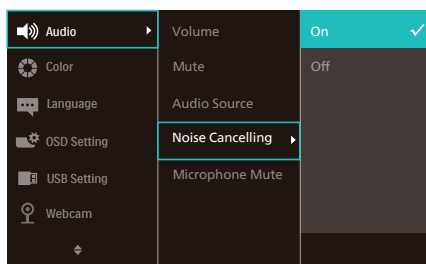 Audio
Color
Language
OSD Setting
USB Setting
Webcam
Volume
Mute
Audio Source
Noise Cancelling
Microphone Mute
On
Off